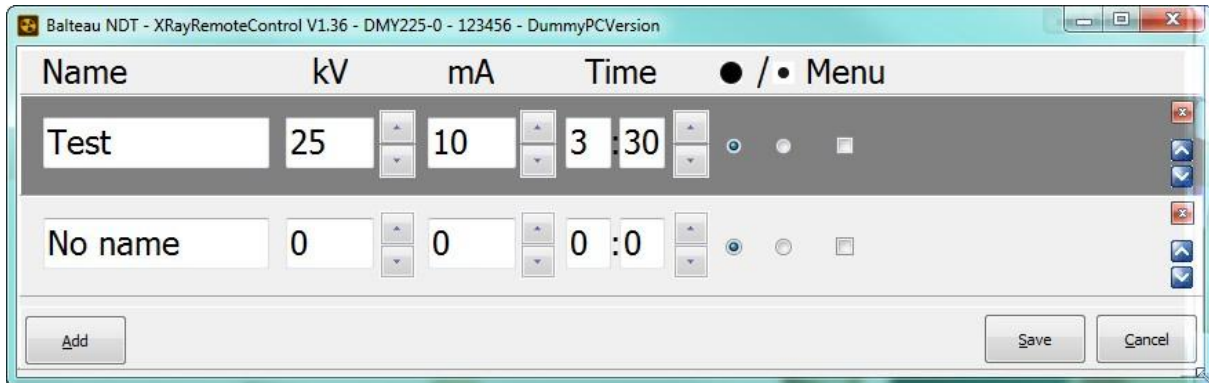 Balteau NDT - XRayRemoteControl V1.36 - DMY225-0 - 123456 - DummyPCVersion
Name kV mA Time ● / • Menu
Test 25 10 3 :30
No name 0 0 0 :0
Add Save Cancel